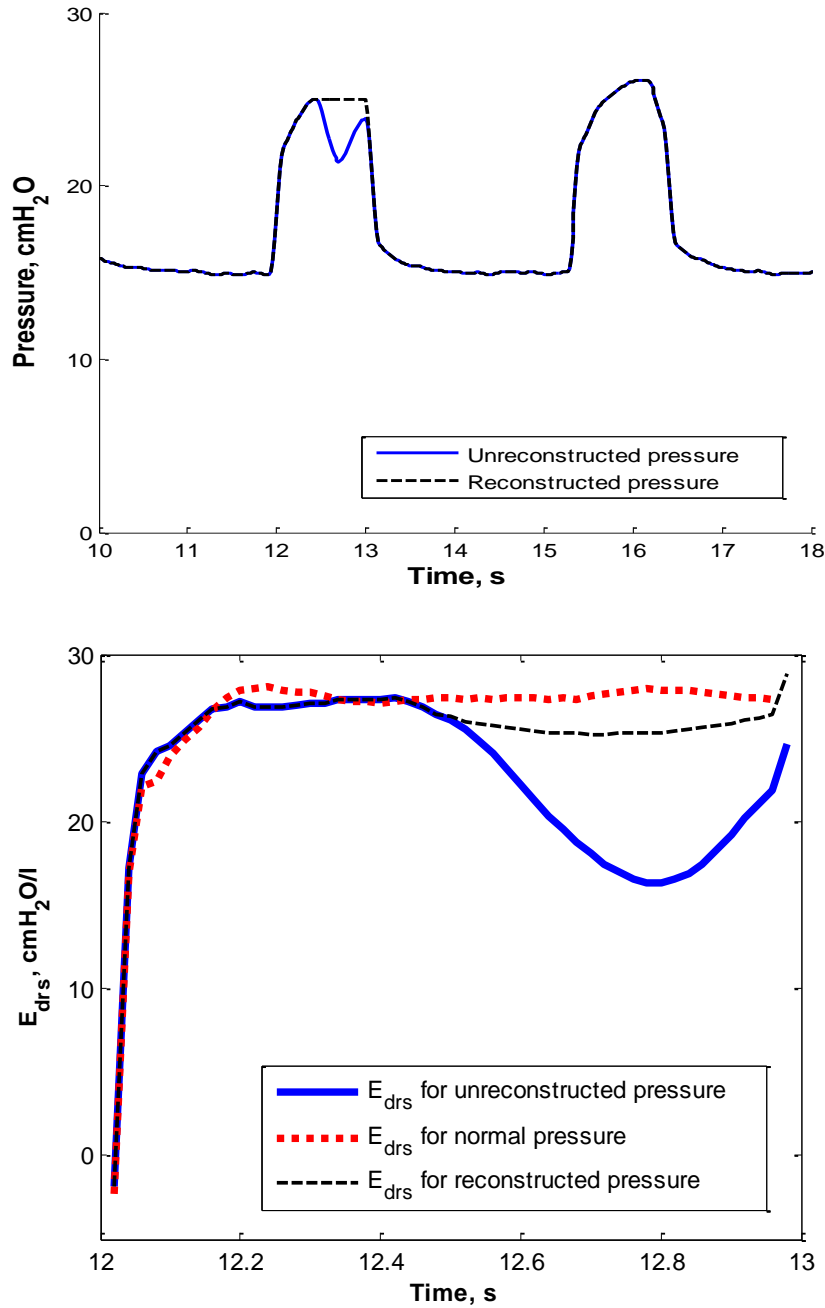 30
20
10
0
Pressure, cmH2O
Unreconstructed pressure
Reconstructed pressure
10 11 12 13 14 15 16 17 18
Time, s
30
20
10
0
Edrs, cmH2O/l
Edrs for unreconstructed pressure
Edrs for normal pressure
Edrs for reconstructed pressure
12 12.2 12.4 12.6 12.8 13
Time, s